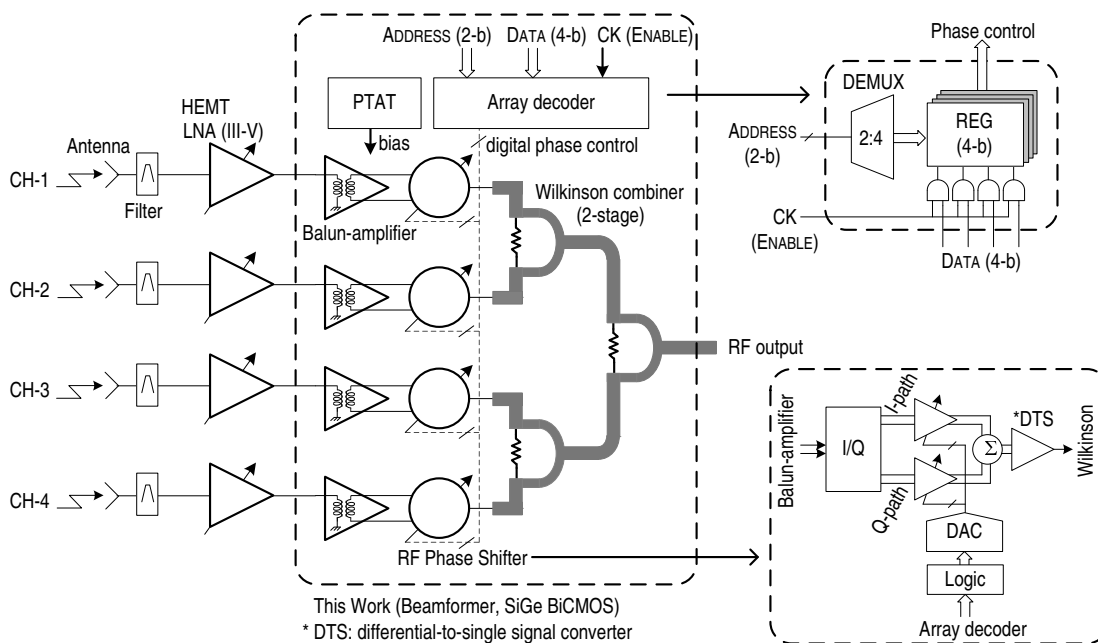 ADDRESS (2-b)
DATA (4-b)
CK (ENABLE)
PTAT
Array decoder
bias
digital phase control
HEMT
LNA (III-V)
Antenna
CH-1
Filter
Balun-amplifier
Wilkinson combiner
(2-stage)
CH-2
CH-3
CH-4
RF output
RF Phase Shifter
This Work (Beamformer, SiGe BiCMOS)
* DTS: differential-to-single signal converter
Phase control
DEMUX
ADDRESS
(2-b)
2:4
REG
(4-b)
CK
(ENABLE)
DATA (4-b)
Balun-amplifier
I/Q
I-path
Q-path
Σ
*DTS
Wilkinson
DAC
Logic
Array decoder